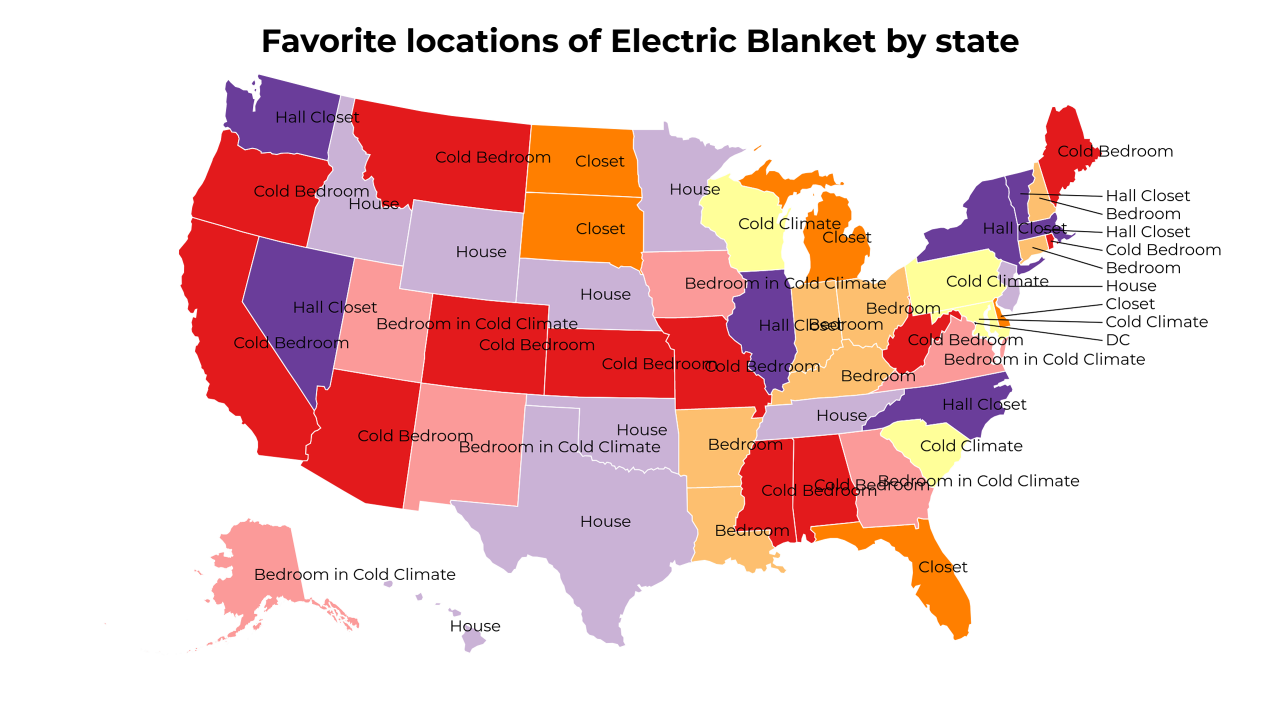 Favorite locations of Electric Blanket by state
Hall Closet
Cold Bedroom
Closet
Cold Bedroom
House
Cold Bedroom
House
Hall Closet
Bedroom
Closet
Cold Climate
Hall Closet
Hall Closet
Closet
House
Cold Bedroom
Bedroom
Cold Climate
Bedroom in Cold Climate
House
House
Closet
Hall Closet
Bedroom
Cold Climate
Bedroom in Cold Climate
Hall Closet
Bedroom
DC
Cold Bedroom
Cold Bedroom
Cold Bedroom
Bedroom in Cold Climate
Cold Bedroom
Cold Bedroom
Bedroom
Hall Closet
House
Cold Bedroom
House
Bedroom
Cold Climate
Bedroom in Cold Climate
Bedroom in Cold Climate
Cold Bedroom
Cold Bedroom
House
Bedroom
Closet
Bedroom in Cold Climate
House